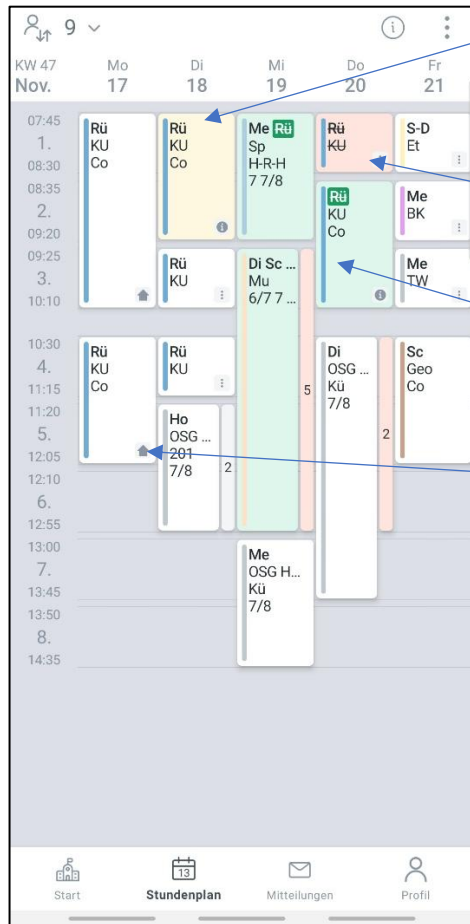 9
KW 47 Mo Di Mi Do Fr
Nov. 17 18 19 20 21
07:45
1.
08:30
08:35
2.
09:20
09:25
3.
10:10
10:30
4.
11:15
11:20
5.
12:05
12:10
6.
12:55
13:00
7.
13:45
13:50
8.
14:35
Rü
KU
Co
Rü
KU
Co
Rü
KU
Co
Rü
KU
Rü
KU
Ho
OSG ...
201
7/8
2
Me Rü
Sp
H-R-H
7 7/8
Di Sc ...
Mu
6/7 7 ...
5
Me
OSG H...
Kü
7/8
Rü
KU
Rü
KU
Co
Di
OSG ...
Kü
7/8
2
S-D
Et
Me
BK
Me
TW
Sc
Geo
Co
13
Start Stundenplan Mitteilungen Profil